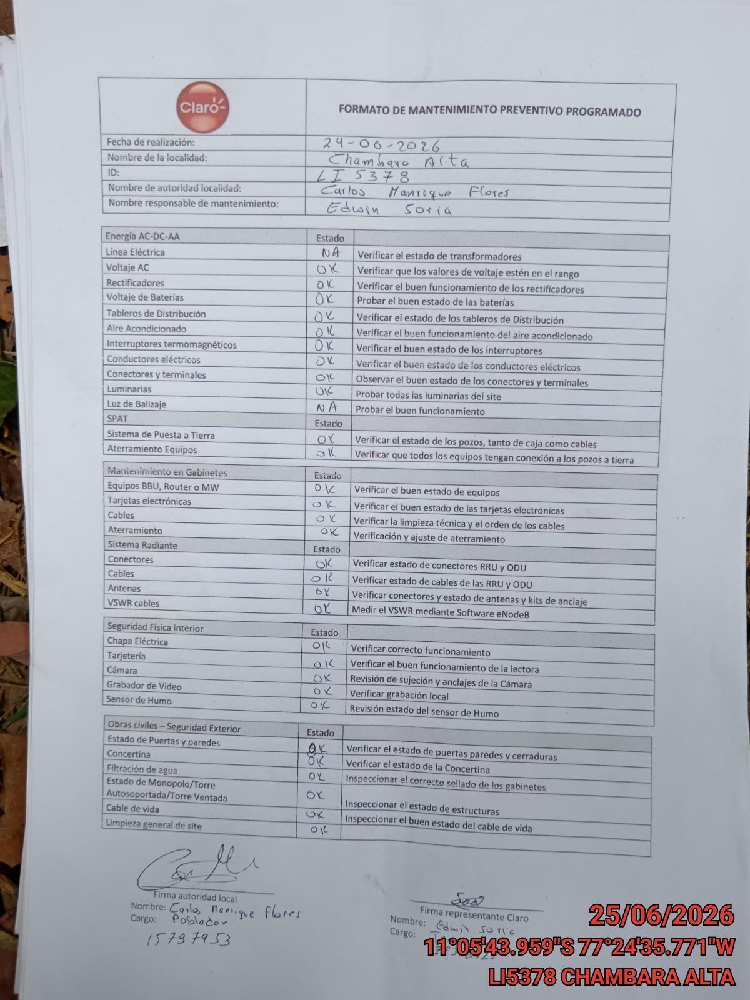 Claro
FORMATO DE MANTENIMIENTO PREVENTIVO PROGRAMADO
Fecha de realización: 24-06-2026
Nombre de la localidad: Chambara Alta
ID: LI 5378
Nombre de autoridad localidad: Carlos Manrique Flores
Nombre responsable de mantenimiento: Edwin Soria
Energía AC-DC-AA Estado
Línea Eléctrica NA Verificar el estado de transformadores
Voltaje AC OK Verificar que los valores de voltaje estén en el rango
Rectificadores OK Verificar el buen funcionamiento de los rectificadores
Voltaje de Baterías OK Probar el buen estado de las baterías
Tableros de Distribución OK Verificar el estado de los tableros de Distribución
Aire Acondicionado OK Verificar el buen funcionamiento del aire acondicionado
Interruptores termomagnéticos OK Verificar el buen estado de los interruptores
Conductores eléctricos OK Verificar el buen estado de los conductores eléctricos
Conectores y terminales OK Observar el buen estado de los conectores y terminales
Luminarias OK Probar todas las luminarias del site
Luz de Balizaje NA Probar el buen funcionamiento
SPAT Estado
Sistema de Puesta a Tierra OK Verificar el estado de los pozos, tanto de caja como cables
Aterramiento Equipos OK Verificar que todos los equipos tengan conexión a los pozos a tierra
Mantenimiento en Gabinetes Estado
Equipos BBU, Router o MW OK Verificar el buen estado de equipos
Tarjetas electrónicas OK Verificar el buen estado de las tarjetas electrónicas
Cables OK Verificar la limpieza técnica y el orden de los cables
Aterramiento OK Verificación y ajuste de aterramiento
Sistema Radiante Estado
Conectores OK Verificar estado de conectores RRU y ODU
Cables OK Verificar estado de cables de las RRU y ODU
Antenas OK Verificar conectores y estado de antenas y kits de anclaje
VSWR cables OK Medir el VSWR mediante Software eNodeB
Seguridad Física interior Estado
Chapa Eléctrica OK Verificar correcto funcionamiento
Tarjetería OK Verificar el buen funcionamiento de la lectora
Cámara OK Revisión de sujeción y anclajes de la Cámara
Grabador de Video OK Verificar grabación local
Sensor de Humo OK Revisión estado del sensor de Humo
Obras civiles – Seguridad Exterior Estado
Estado de Puertas y paredes OK Verificar el estado de puertas paredes y cerraduras
Concertina OK Verificar el estado de la Concertina
Filtración de agua OK Inspeccionar el correcto sellado de los gabinetes
Estado de Monopolo/Torre
Autosoportada/Torre Ventada OK Inspeccionar el estado de estructuras
Cable de vida OK Inspeccionar el buen estado del cable de vida
Limpieza general de site OK
Firma autoridad local
Nombre: Carlos Manrique Flores
Cargo: Poblador
15797953
Firma representante Claro
Nombre: Edwin Soria
Cargo:
25/06/2026
11°05'43.959"S 77°24'35.771"W
LI5378 CHAMBARA ALTA